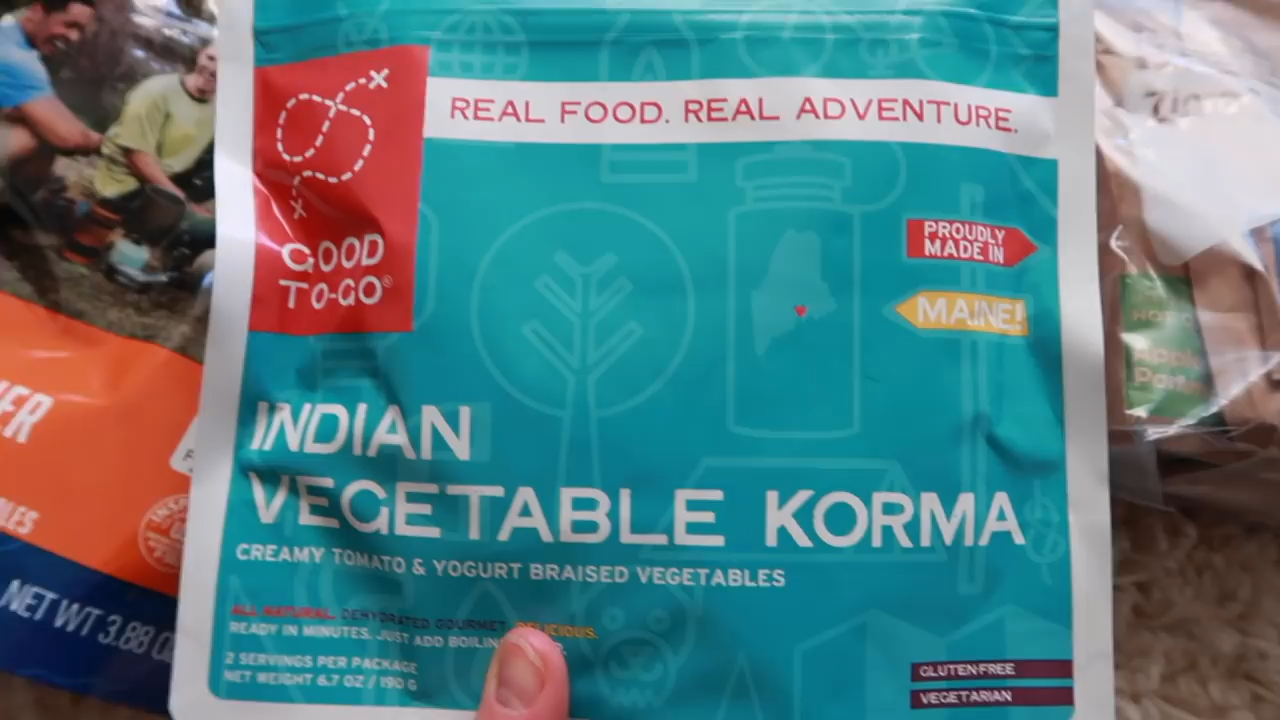 GOOD
TO-GO®
REAL FOOD. REAL ADVENTURE.
PROUDLY
MADE IN
MAINE!
INDIAN
VEGETABLE KORMA
CREAMY TOMATO & YOGURT BRAISED VEGETABLES
ALL NATURAL. DEHYDRATED GOURMET. DELICIOUS.
READY IN MINUTES. JUST ADD
2 SERVINGS PER PACKAGE
NET WEIGHT 6.7 OZ / 190 G
GLUTEN-FREE
VEGETARIAN
NET WT 3.88